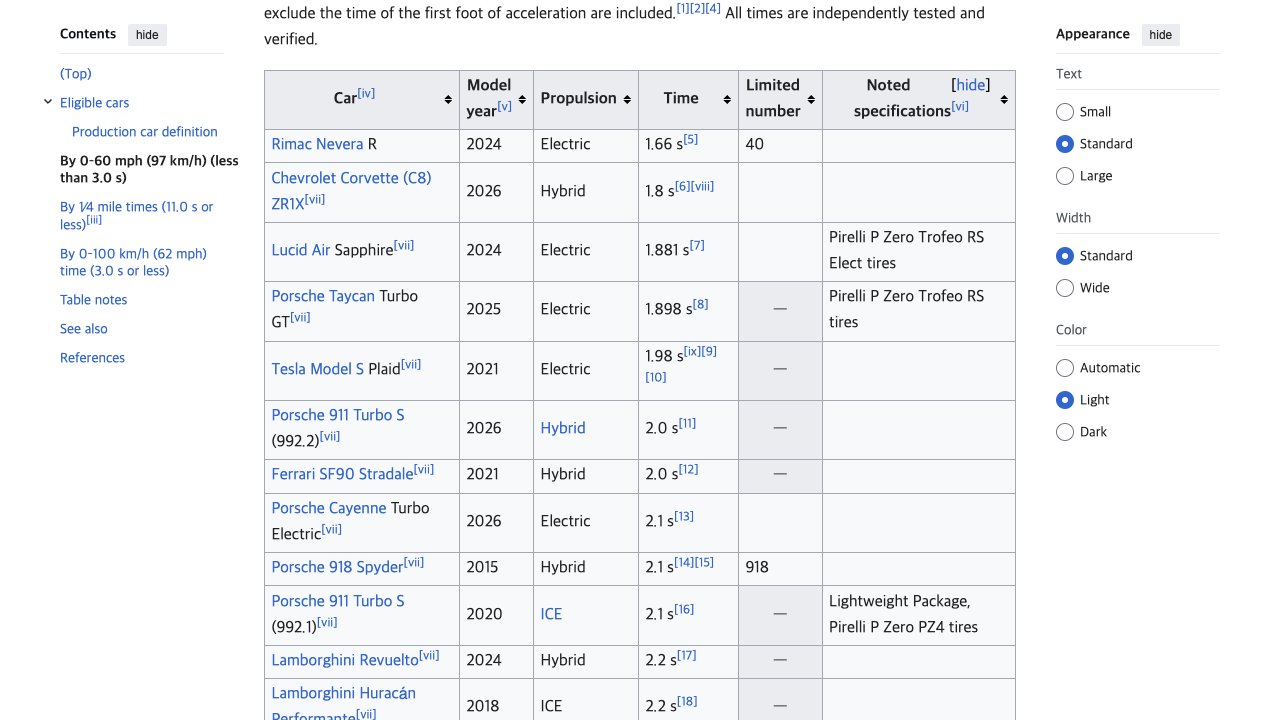 exclude the time of the first foot of acceleration are included.[1][2][4] All times are independently tested and
verified.
Contents hide
(Top)
Eligible cars
Production car definition
By 0-60 mph (97 km/h) (less
than 3.0 s)
By 1⁄4 mile times (11.0 s or
less)[iii]
By 0-100 km/h (62 mph)
time (3.0 s or less)
Table notes
See also
References
Car[iv] Model year[v] Propulsion Time Limited number Noted specifications[vi] [hide]
Rimac Nevera R 2024 Electric 1.66 s[5] 40
Chevrolet Corvette (C8)
ZR1X[vii] 2026 Hybrid 1.8 s[6][viii]
Lucid Air Sapphire[vii] 2024 Electric 1.881 s[7] Pirelli P Zero Trofeo RS
Elect tires
Porsche Taycan Turbo
GT[vii] 2025 Electric 1.898 s[8] — Pirelli P Zero Trofeo RS
tires
Tesla Model S Plaid[vii] 2021 Electric 1.98 s[ix][9]
[10] —
Porsche 911 Turbo S
(992.2)[vii] 2026 Hybrid 2.0 s[11] —
Ferrari SF90 Stradale[vii] 2021 Hybrid 2.0 s[12] —
Porsche Cayenne Turbo
Electric[vii] 2026 Electric 2.1 s[13]
Porsche 918 Spyder[vii] 2015 Hybrid 2.1 s[14][15] 918
Porsche 911 Turbo S
(992.1)[vii] 2020 ICE 2.1 s[16] — Lightweight Package,
Pirelli P Zero PZ4 tires
Lamborghini Revuelto[vii] 2024 Hybrid 2.2 s[17] —
Lamborghini Huracán
Performante[vii] 2018 ICE 2.2 s[18] —
Appearance hide
Text
Small
Standard
Large
Width
Standard
Wide
Color
Automatic
Light
Dark